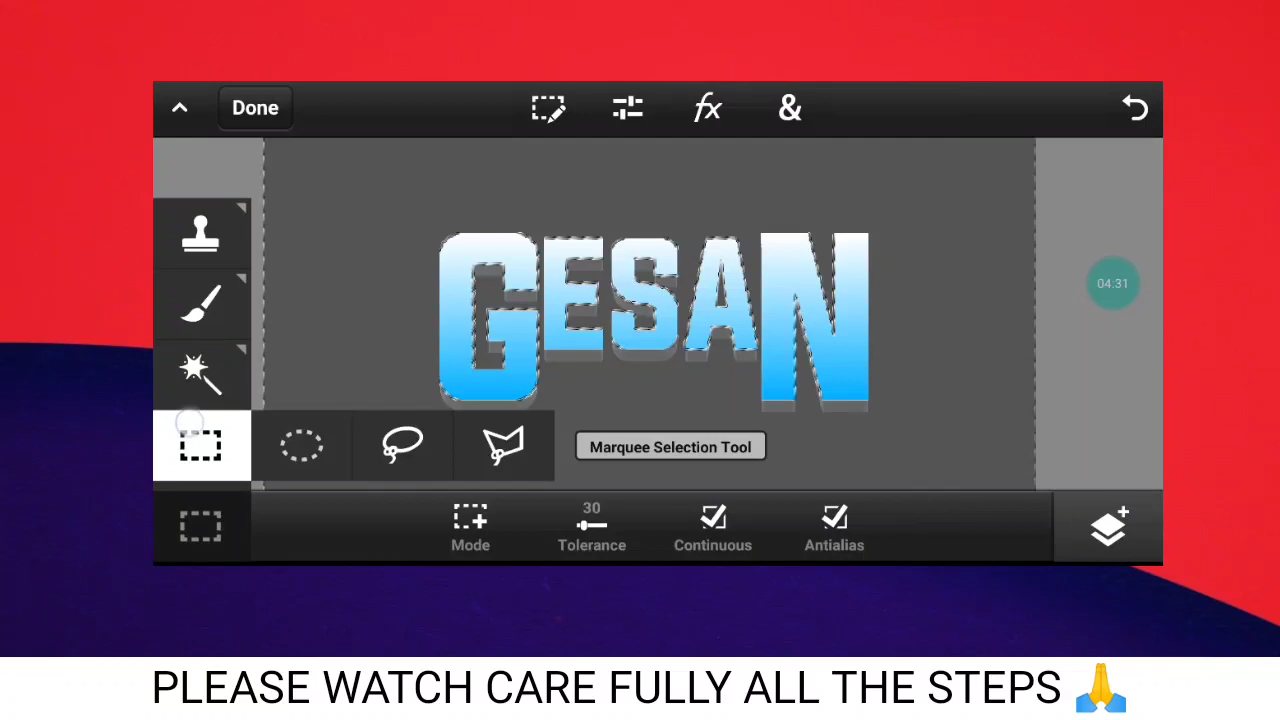 Done
fx
&
GESAN
04:31
Marquee Selection Tool
30
Mode
Tolerance
Continuous
Antialias
PLEASE WATCH CARE FULLY ALL THE STEPS 🙏